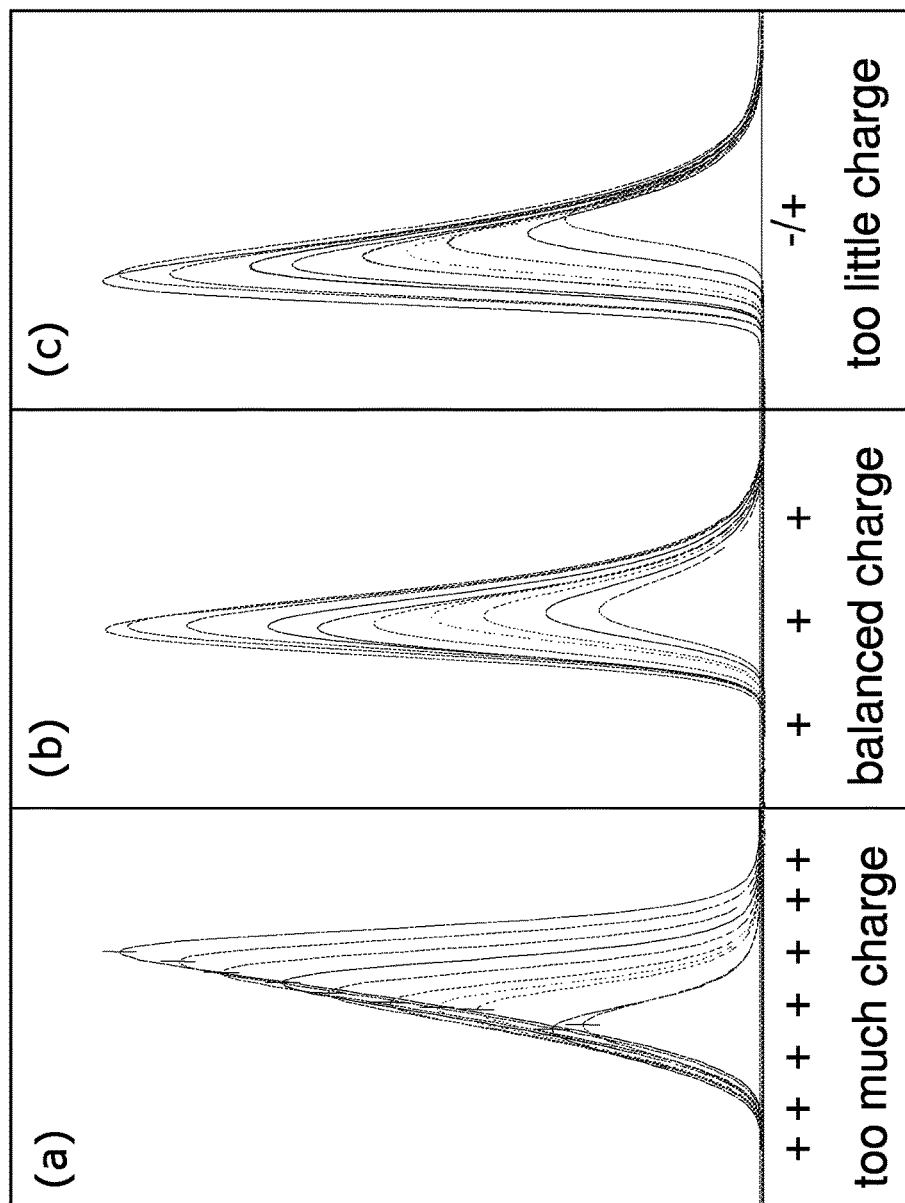 (a)
+ + + + + + +
too much charge
(b)
+ + +
balanced charge
(c)
-/+
too little charge